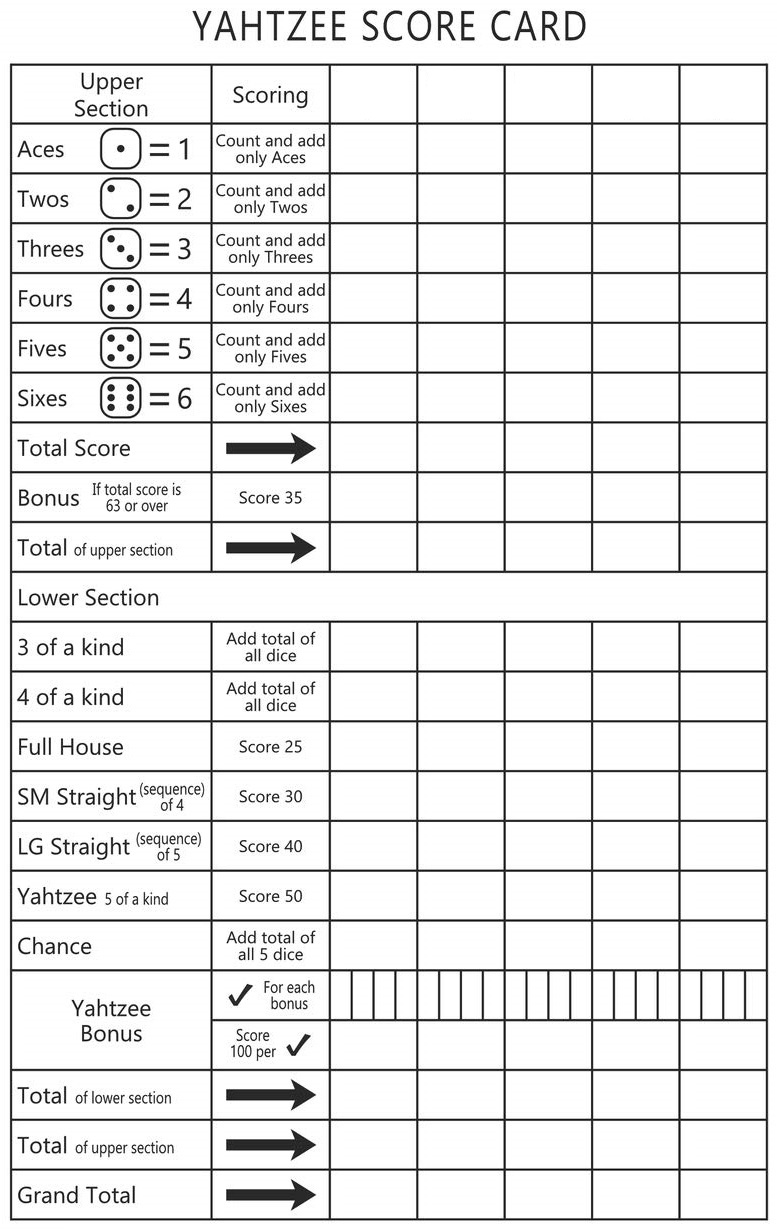 YAHTZEE SCORE CARD
Upper
Section
Scoring
Aces = 1
Count and add
only Aces
Twos = 2
Count and add
only Twos
Threes = 3
Count and add
only Threes
Fours = 4
Count and add
only Fours
Fives = 5
Count and add
only Fives
Sixes = 6
Count and add
only Sixes
Total Score
Bonus If total score is
63 or over
Score 35
Total of upper section
Lower Section
3 of a kind
Add total of
all dice
4 of a kind
Add total of
all dice
Full House
Score 25
SM Straight (sequence)
of 4
Score 30
LG Straight (sequence)
of 5
Score 40
Yahtzee 5 of a kind
Score 50
Chance
Add total of
all 5 dice
Yahtzee
Bonus
✓ For each
bonus
Score
100 per ✓
Total of lower section
Total of upper section
Grand Total